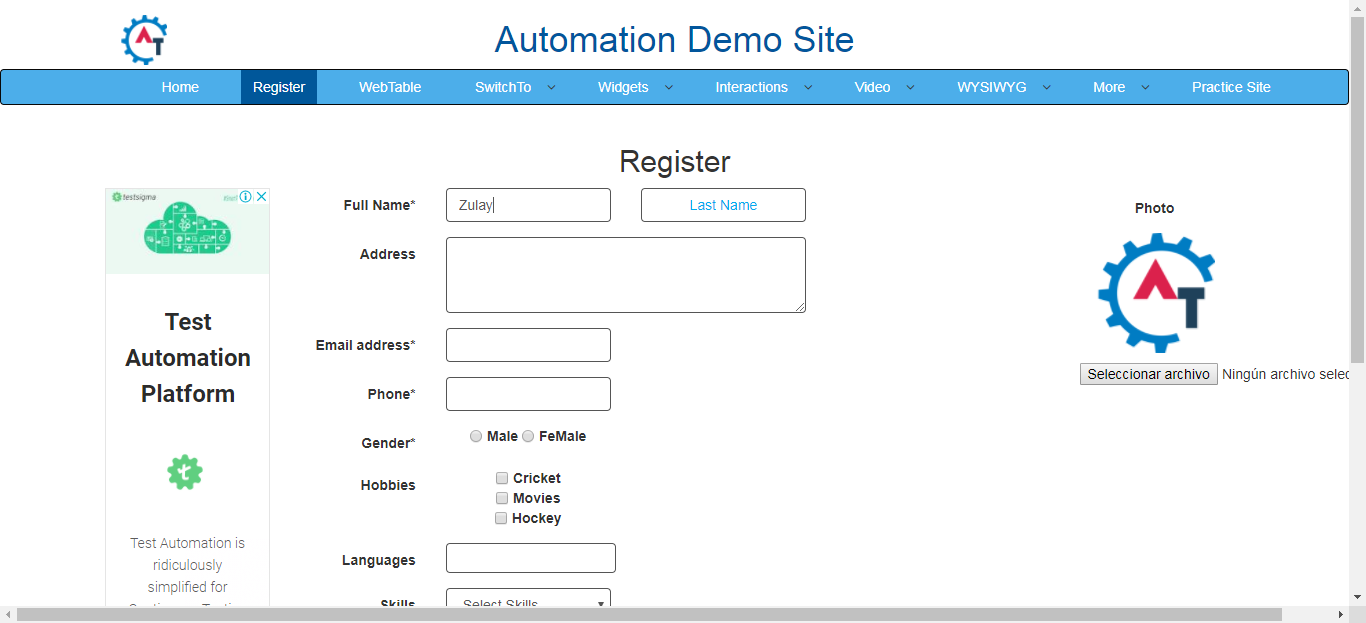 AT
Automation Demo Site
Home Register WebTable SwitchTo Widgets Interactions Video WYSIWYG More Practice Site
Register
testsigma
Full Name* Zulay Last Name
Photo
Address
AT
Test
Automation
Platform
Email address*
Seleccionar archivo Ningún archivo selec
Phone*
Gender* Male FeMale
Hobbies
Cricket
Movies
Hockey
t
Test Automation is
ridiculously
simplified for
Languages
Skills Select Skills